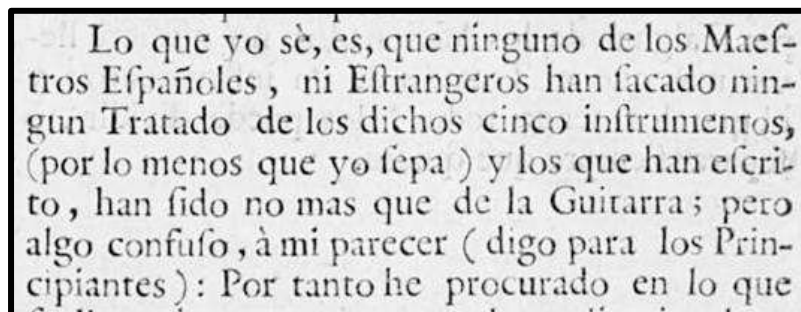 Lo que yo sè, es, que ninguno de los Maeſ-
tros Eſpañoles, ni Eſtrangeros han ſacado nin-
gun Tratado de los dichos cinco inſtrumentos,
(por lo menos que yo ſepa) y los que han eſcri-
to, han ſido no mas que de la Guitarra; pero
algo confuſo, à mi parecer (digo para los Prin-
cipiantes): Por tanto he procurado en lo que